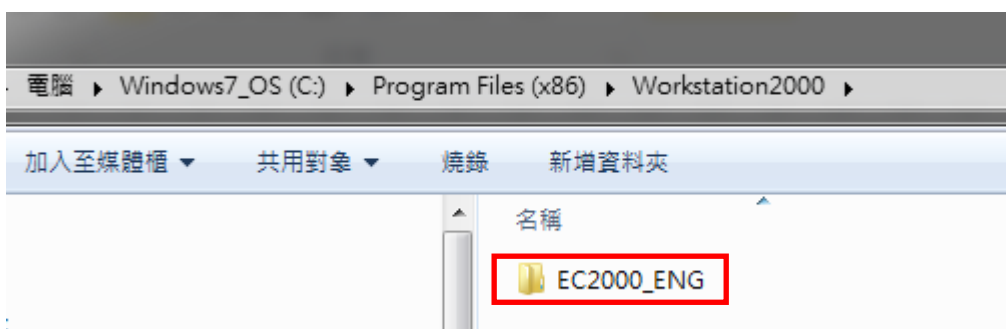 電腦 ▸ Windows7_OS (C:) ▸ Program Files (x86) ▸ Workstation2000 ▸
加入至媒體櫃 ▼ 共用對象 ▼ 燒錄 新增資料夾
名稱
EC2000_ENG